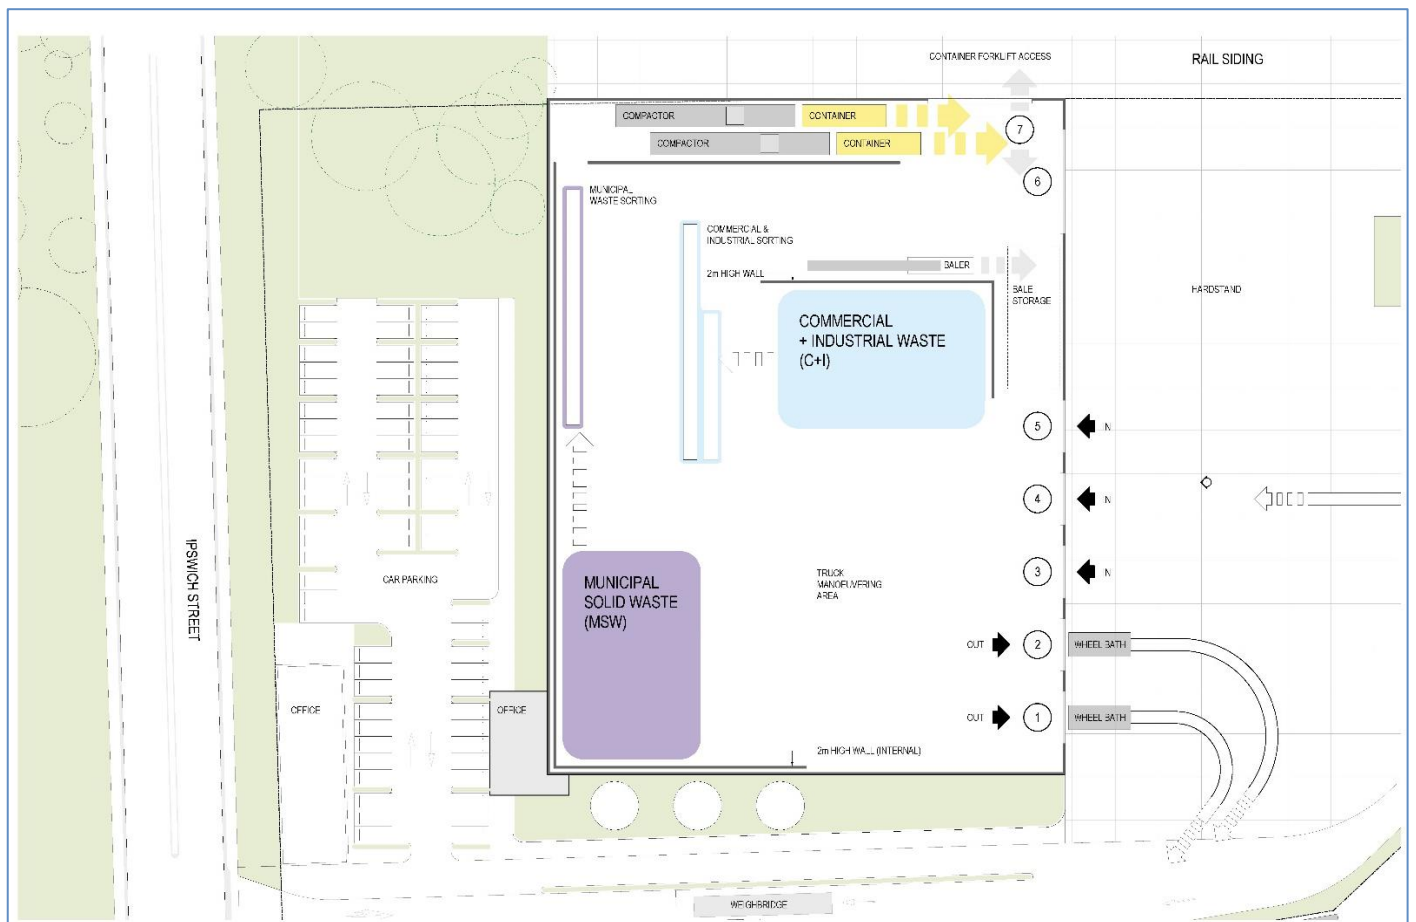 CONTAINER FORKLIFT ACCESS
RAIL SIDING
COMPACTOR
CONTAINER
7
COMPACTOR
CONTAINER
6
MUNICIPAL
WASTE SORTING
COMMERCIAL &
INDUSTRIAL SORTING
2m HIGH WALL
BALER
BALE
STORAGE
HARDSTAND
COMMERCIAL
+ INDUSTRIAL WASTE
(C+I)
5
IN
4
IN
IPSWICH STREET
CAR PARKING
MUNICIPAL
SOLID WASTE
(MSW)
TRUCK
MANOEUVERING
AREA
3
IN
OUT
2
WHEEL BATH
OFFICE
OFFICE
OUT
1
WHEEL BATH
2m HIGH WALL (INTERNAL)
WEIGHBRIDGE